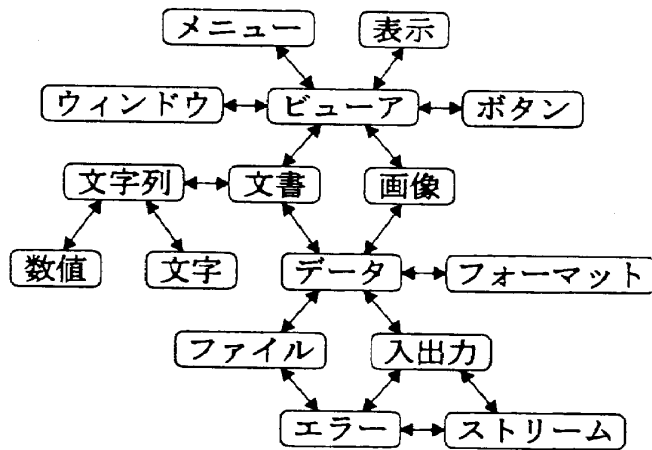 メニュー 表示
ウィンドウ ビューア ボタン
文字列 文書 画像
数値 文字 データ フォーマット
ファイル 入出力
エラー ストリーム